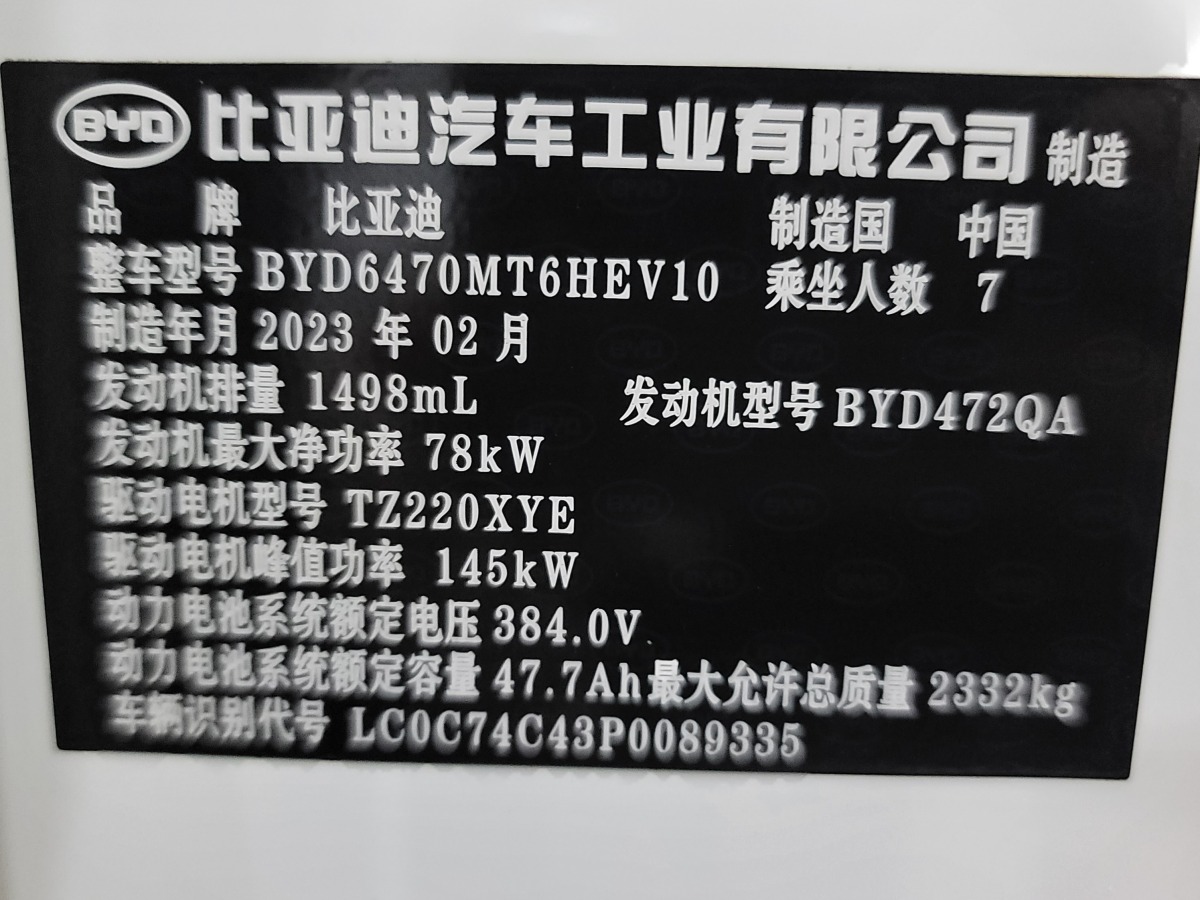 BYD 比亚迪汽车工业有限公司 制造
品 牌 比亚迪 制造国 中国
整车型号 BYD6470MT6HEV10 乘坐人数 7
制造年月 2023 年 02 月
发动机排量 1498mL 发动机型号 BYD472QA
发动机最大净功率 78kW
驱动电机型号 TZ220XYE
驱动电机峰值功率 145kW
动力电池系统额定电压 384.0V
动力电池系统额定容量 47.7Ah 最大允许总质量 2332kg
车辆识别代号 LC0C74C43P0089335